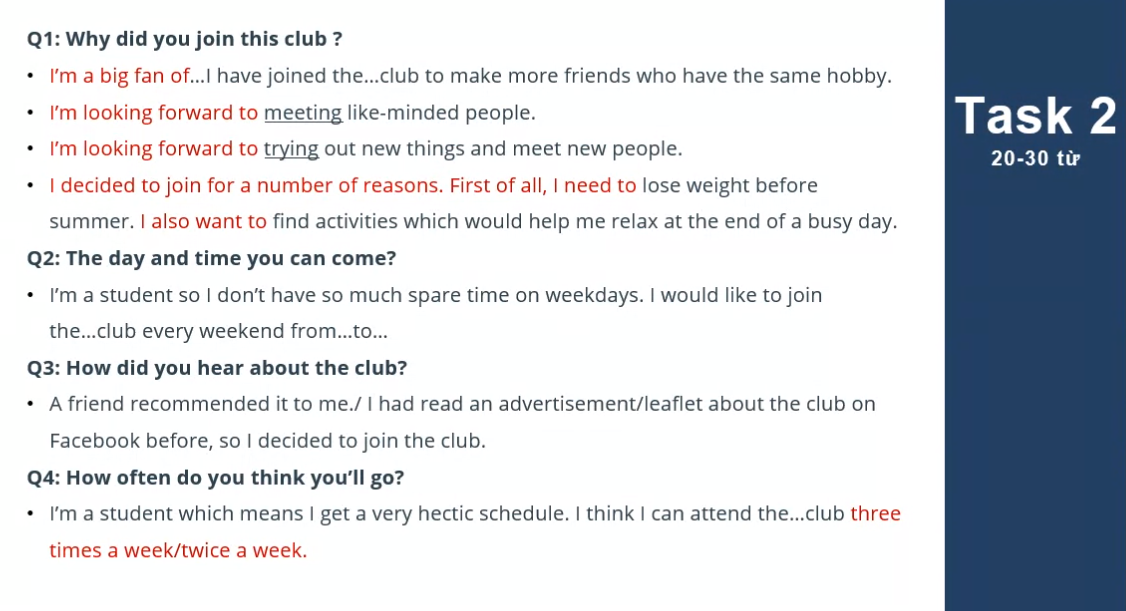 Q1: Why did you join this club ?
• I'm a big fan of...I have joined the...club to make more friends who have the same hobby.
• I'm looking forward to meeting like-minded people.
• I'm looking forward to trying out new things and meet new people.
• I decided to join for a number of reasons. First of all, I need to lose weight before
summer. I also want to find activities which would help me relax at the end of a busy day.
Q2: The day and time you can come?
• I'm a student so I don't have so much spare time on weekdays. I would like to join
the...club every weekend from...to...
Q3: How did you hear about the club?
• A friend recommended it to me./ I had read an advertisement/leaflet about the club on
Facebook before, so I decided to join the club.
Q4: How often do you think you'll go?
• I'm a student which means I get a very hectic schedule. I think I can attend the...club three
times a week/twice a week.
Task 2
20-30 từ